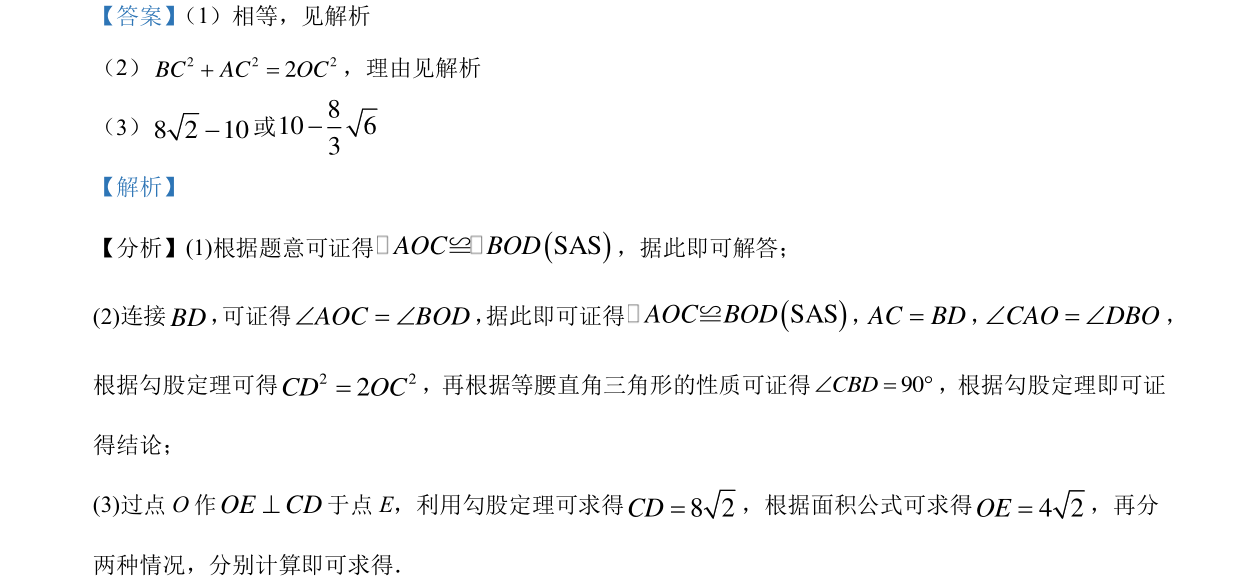 【答案】（1）相等，见解析
（2）BC² + AC² = 2OC²，理由见解析
（3）8√2 − 10 或 10 − 8/3 √6
【解析】
【分析】(1)根据题意可证得□AOC≌□BOD(SAS)，据此即可解答；
(2)连接BD，可证得∠AOC = ∠BOD，据此即可证得□AOC≌BOD(SAS)，AC = BD，∠CAO = ∠DBO，
根据勾股定理可得CD² = 2OC²，再根据等腰直角三角形的性质可证得∠CBD = 90°，根据勾股定理即可证
得结论；
(3)过点 O 作OE ⊥ CD于点 E，利用勾股定理可求得CD = 8√2，根据面积公式可求得OE = 4√2，再分
两种情况，分别计算即可求得．